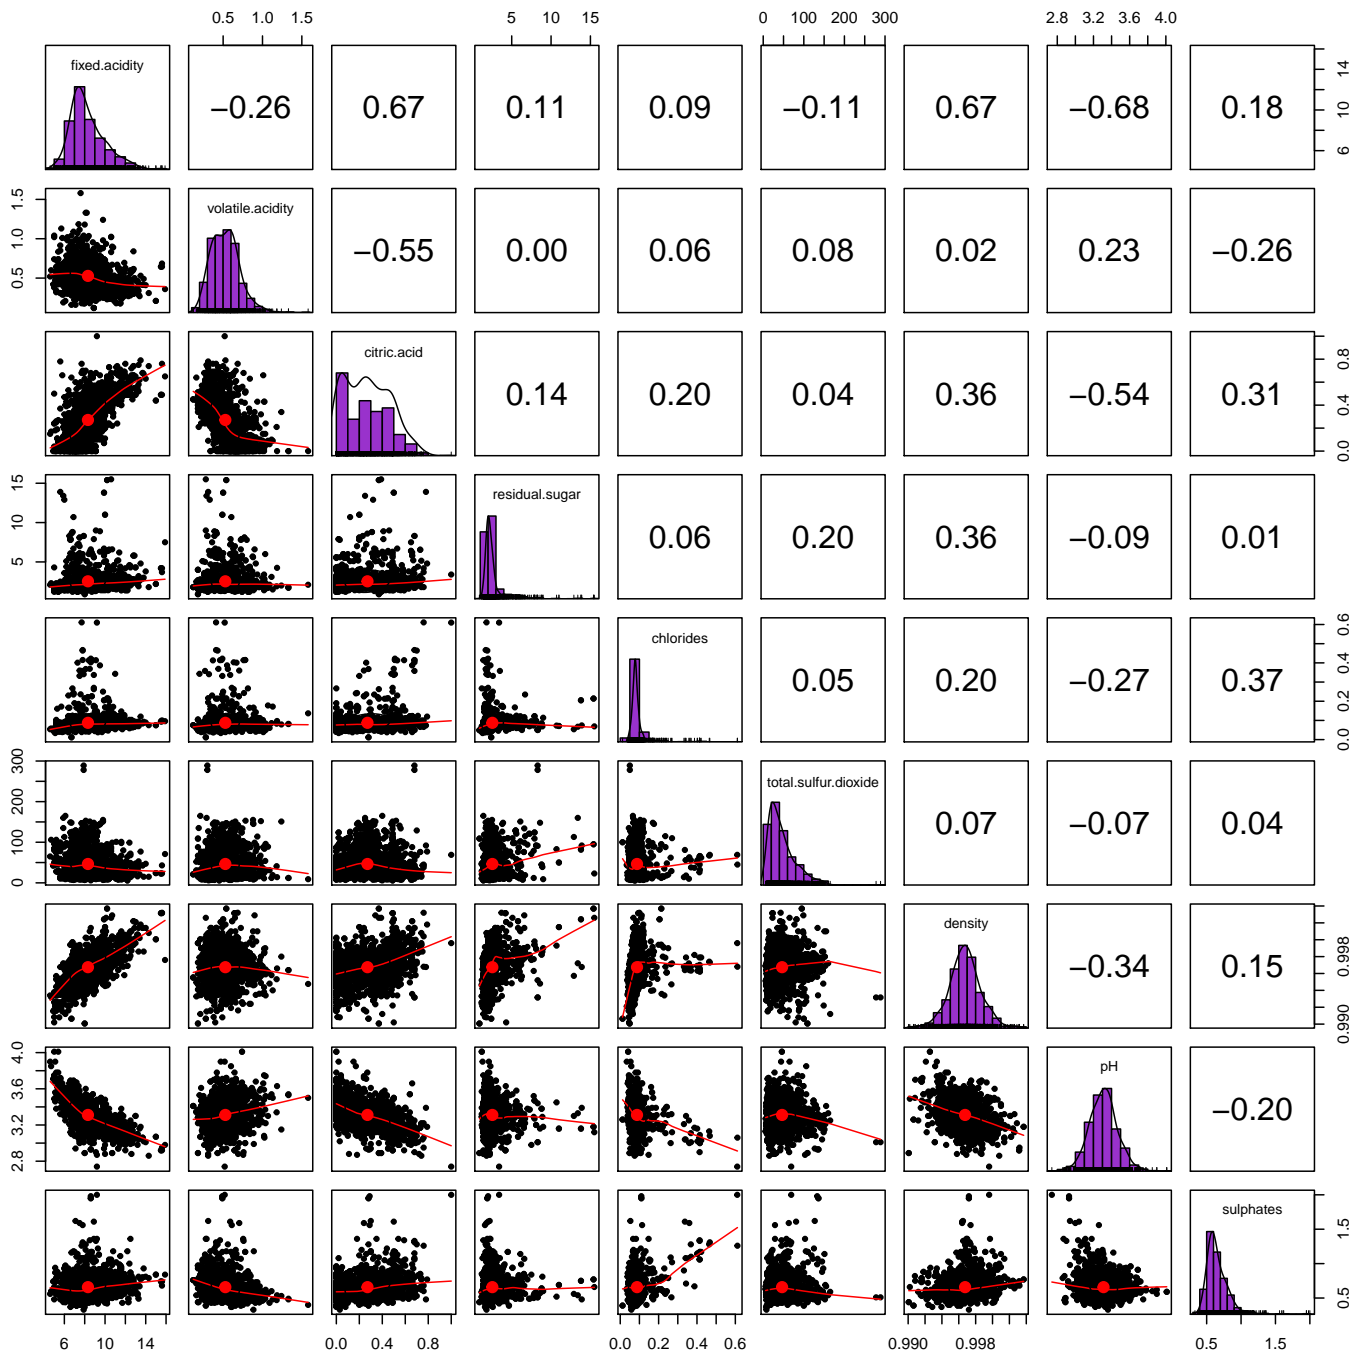 0.5 1.0 1.5 5 15 0 100 200 300 2.8 3.2 3.6 4.0
fixed.acidity −0.26 0.67 0.11 0.09 −0.11 0.67 −0.68 0.18 6 10 14
0.5 1.0 1.5 volatile.acidity −0.55 0.00 0.06 0.08 0.02 0.23 −0.26
citric.acid 0.14 0.20 0.04 0.36 −0.54 0.31 0.0 0.4 0.8
5 10 15 residual.sugar 0.06 0.20 0.36 −0.09 0.01
chlorides 0.05 0.20 −0.27 0.37 0.0 0.2 0.4 0.6
0 100 200 300 total.sulfur.dioxide 0.07 −0.07 0.04
density −0.34 0.15 0.990 0.998
2.8 3.2 3.6 4.0 pH −0.20
sulphates 0.5 1.5
6 10 14 0.0 0.4 0.8 0.0 0.2 0.4 0.6 0.990 0.998 0.5 1.5